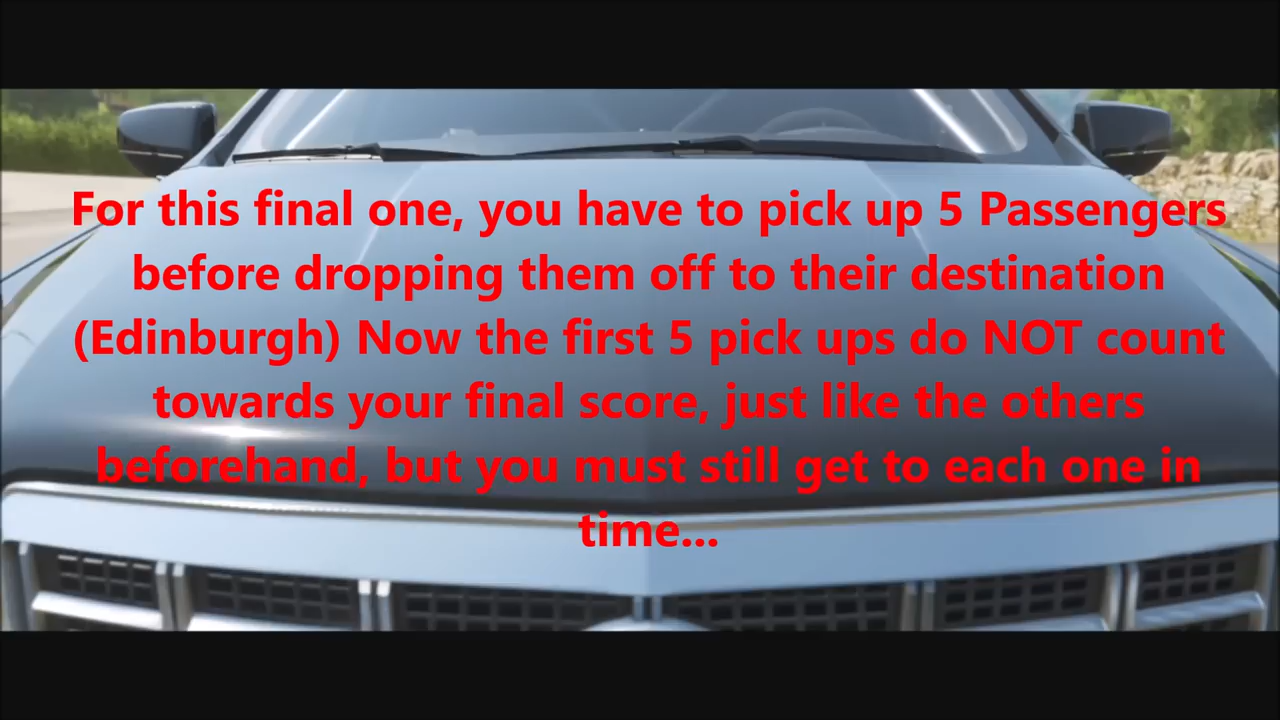 For this final one, you have to pick up 5 Passengers
before dropping them off to their destination
(Edinburgh) Now the first 5 pick ups do NOT count
towards your final score, just like the others
beforehand, but you must still get to each one in
time...